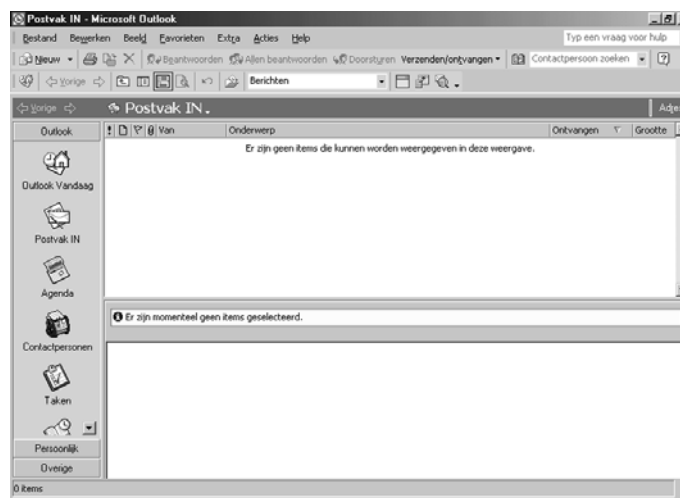 Postvak IN - Microsoft Outlook
Bestand Bewerken Beeld Favorieten Extra Acties Help Typ een vraag voor hulp
Nieuw Beantwoorden Allen beantwoorden Doorsturen Verzenden/ontvangen Contactpersoon zoeken
Vorige Berichten
Vorige Postvak IN. Adre
Outlook ! Van Onderwerp Ontvangen Grootte
Er zijn geen items die kunnen worden weergegeven in deze weergave.
Outlook Vandaag
Postvak IN
Agenda
Er zijn momenteel geen items geselecteerd.
Contactpersonen
Taken
Persoonlijk
Overige
0 items